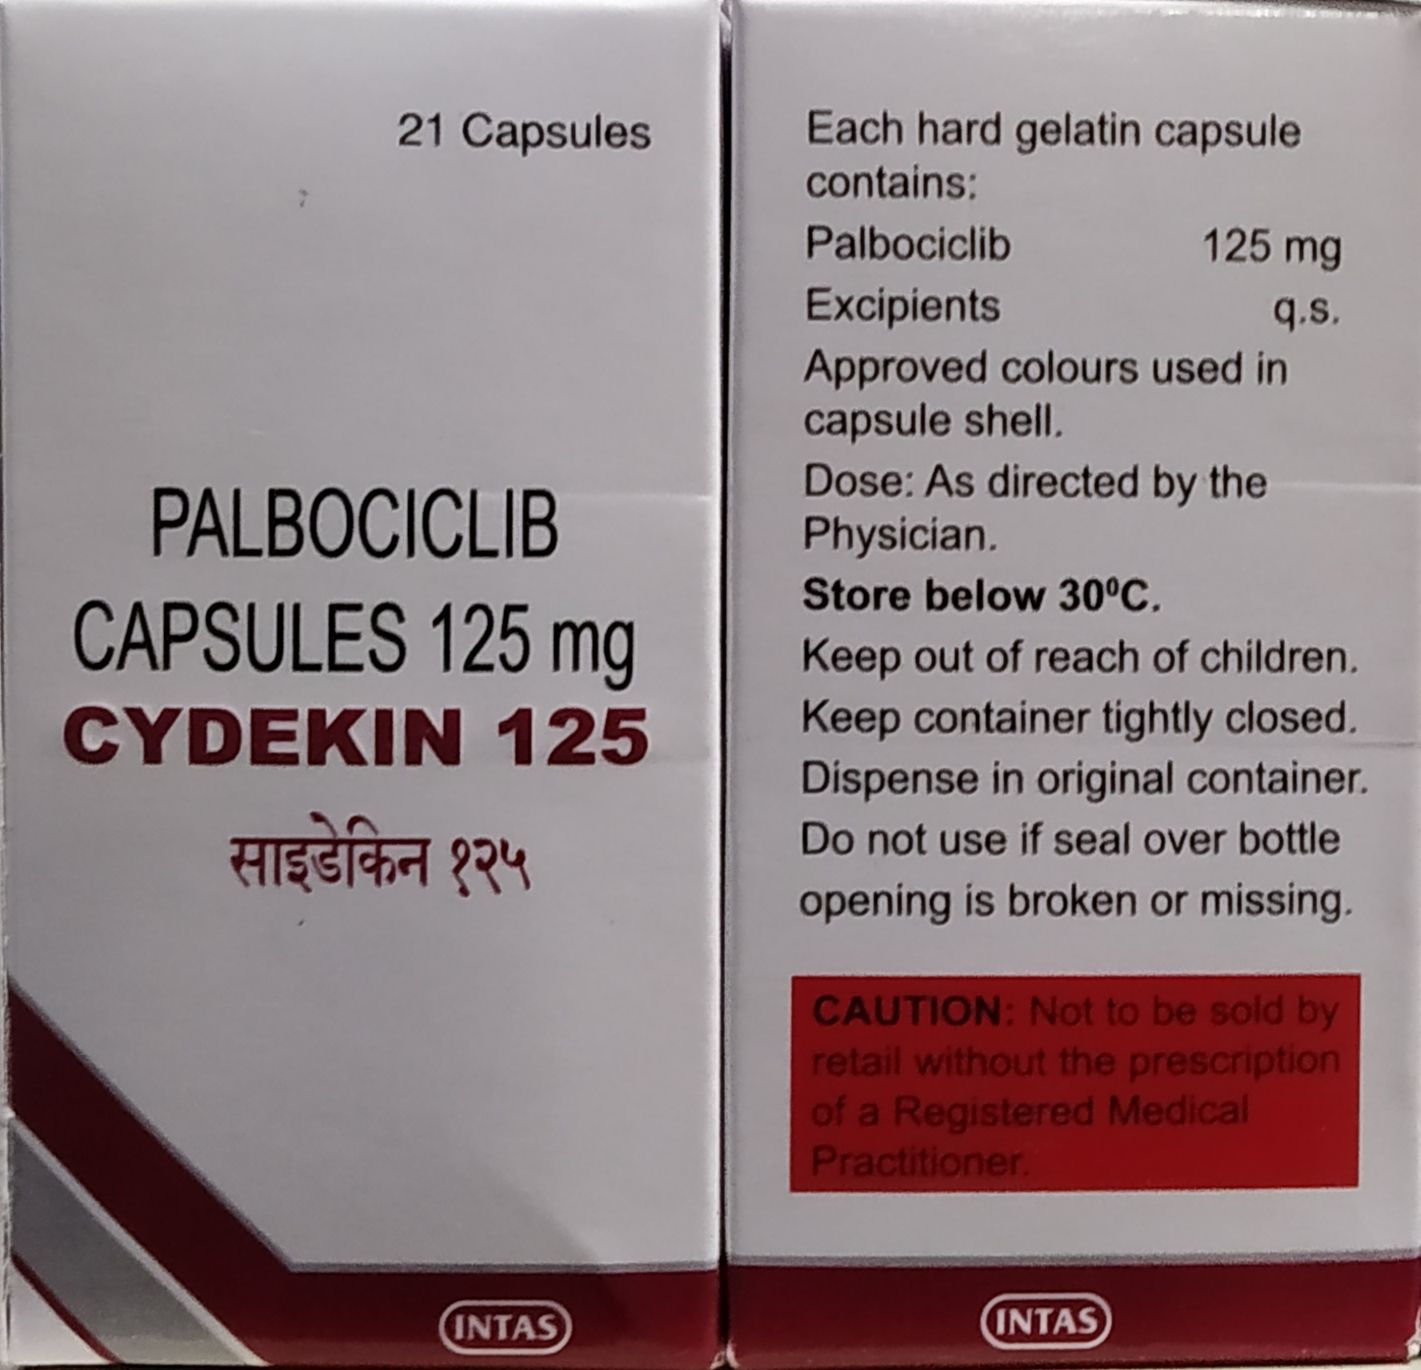 21 Capsules
PALBOCICLIB
CAPSULES 125 mg
CYDEKIN 125
साइडेकिन १२५
INTAS
Each hard gelatin capsule
contains:
Palbociclib 125 mg
Excipients q.s.
Approved colours used in
capsule shell.
Dose: As directed by the
Physician.
Store below 30⁰C.
Keep out of reach of children.
Keep container tightly closed.
Dispense in original container.
Do not use if seal over bottle
opening is broken or missing.
CAUTION: Not to be sold by
retail without the prescription
of a Registered Medical
Practitioner.
INTAS